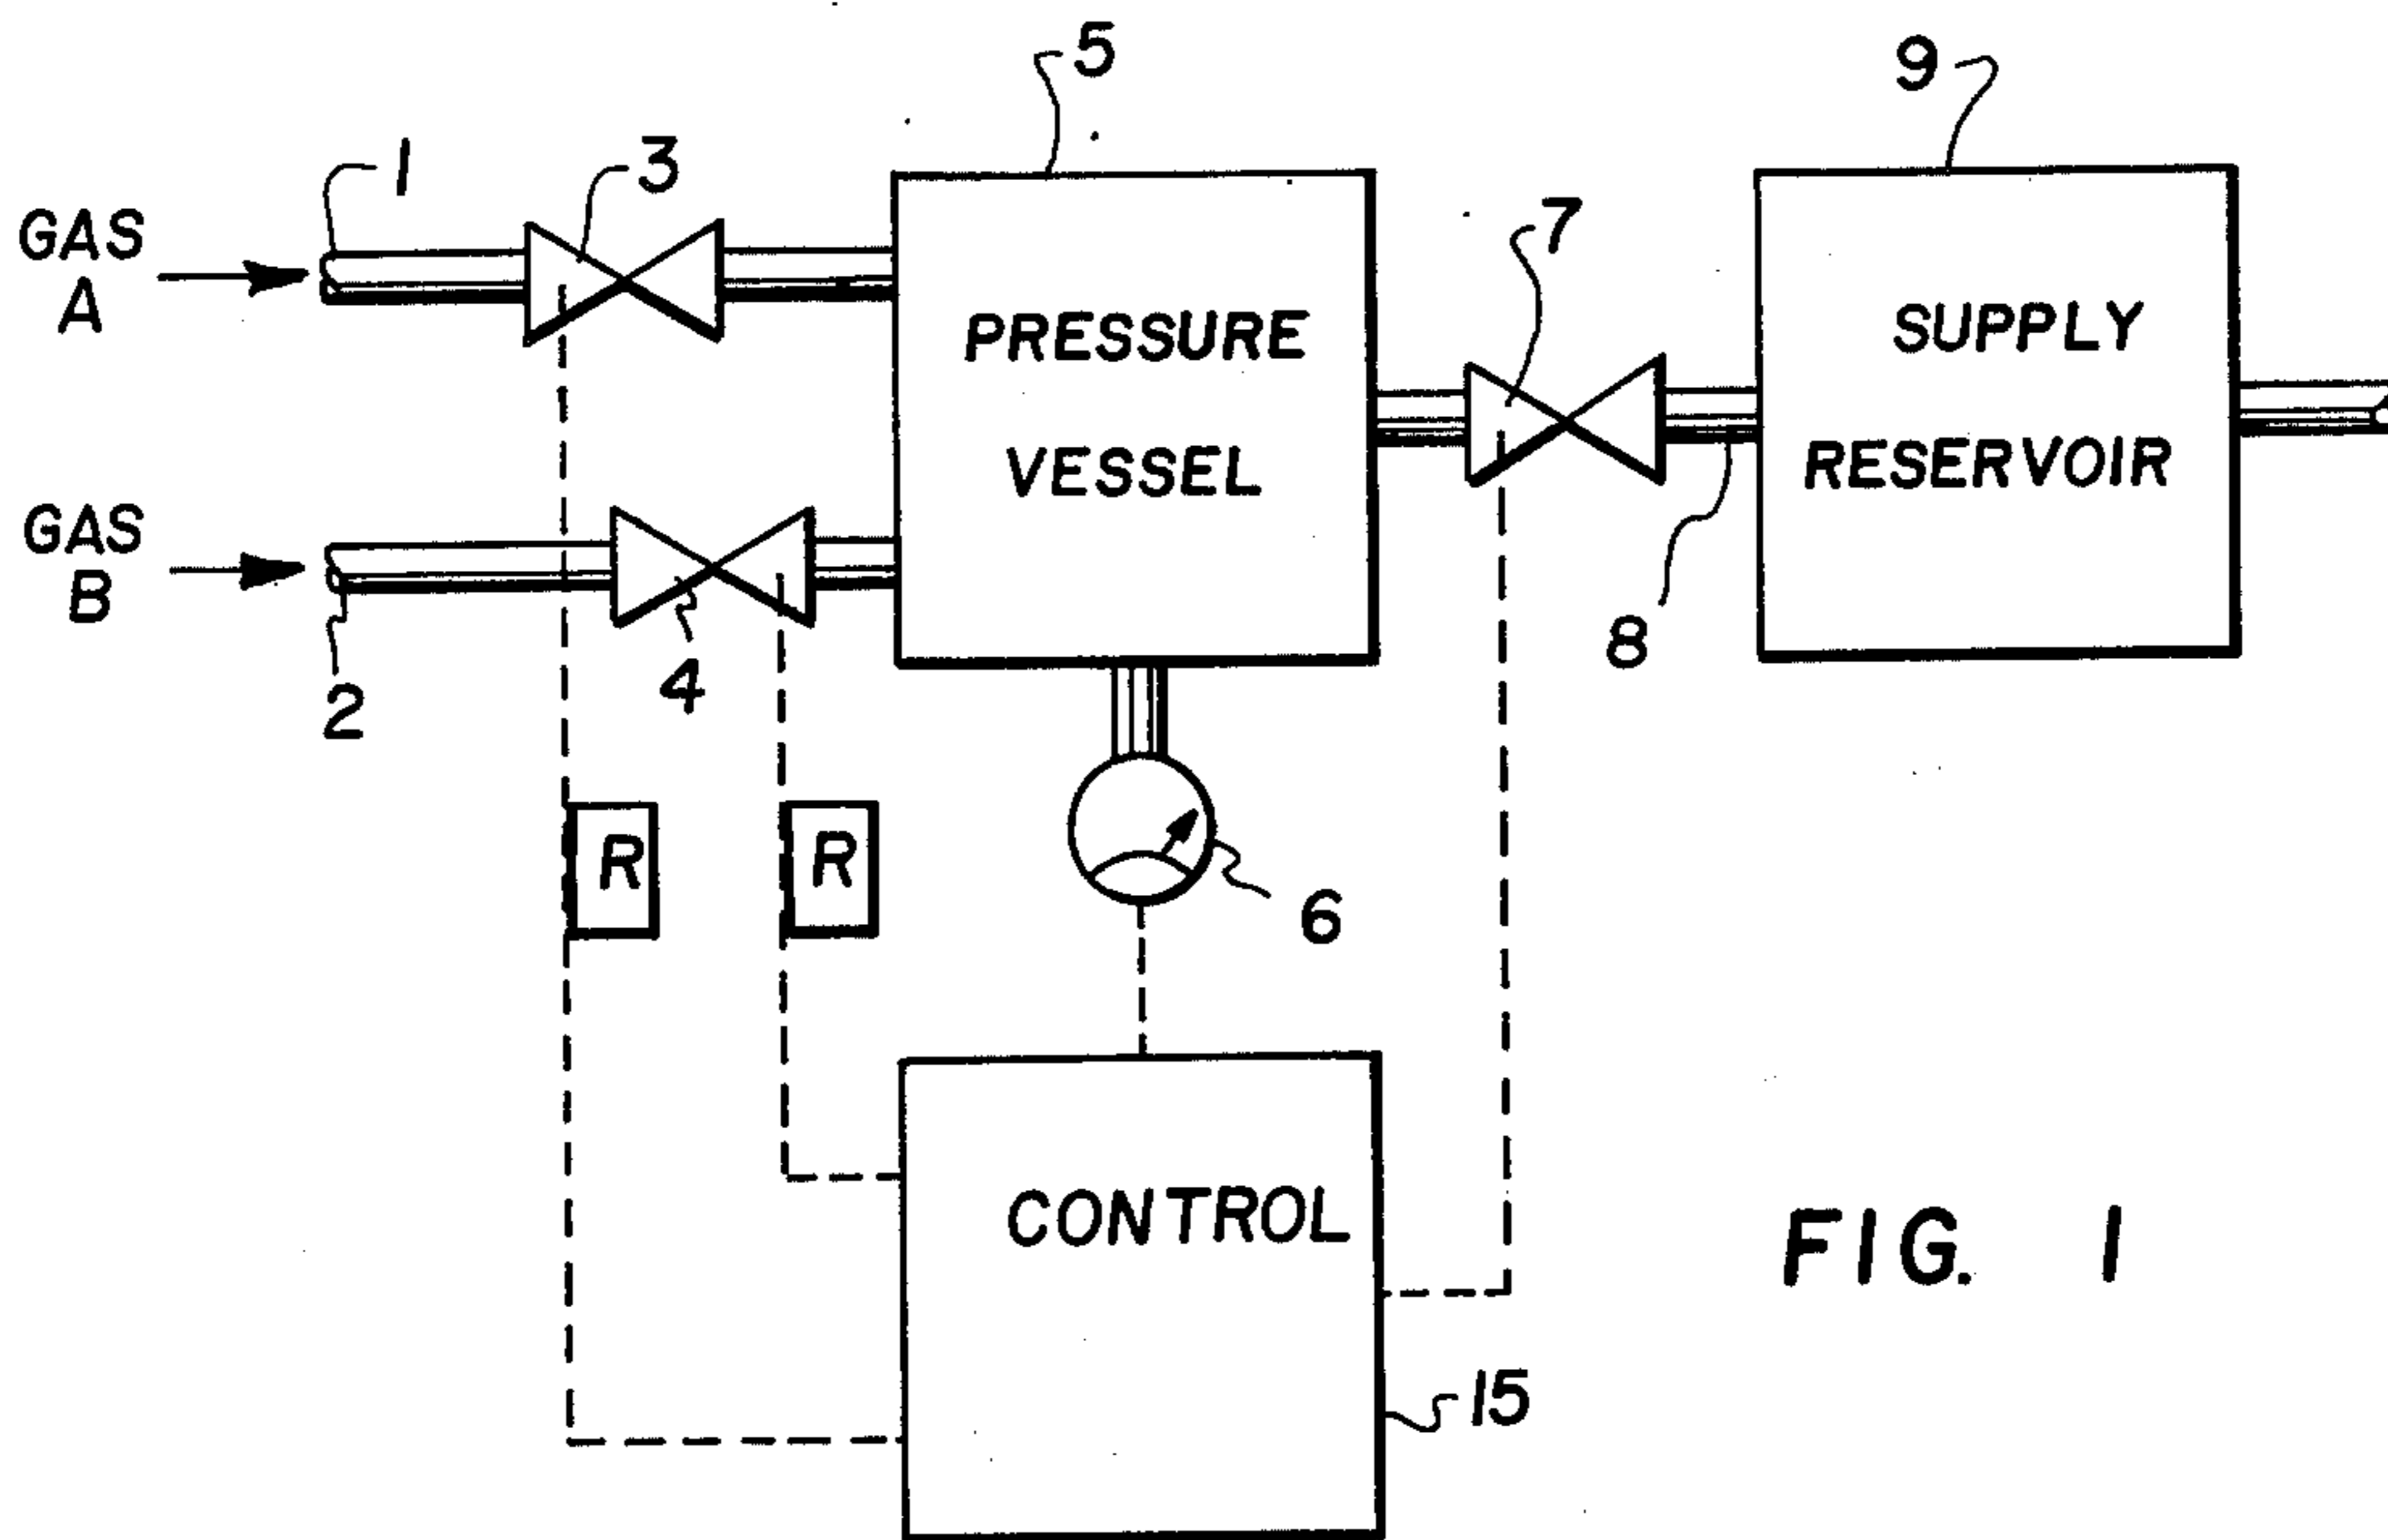 5
9
1
3
GAS
A
7
PRESSURE
VESSEL
SUPPLY
RESERVOIR
GAS
B
2
4
8
R
R
6
CONTROL
15
FIG. 1